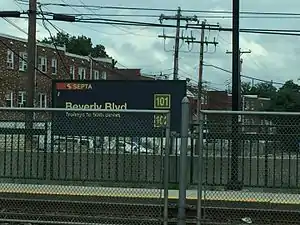 SEPTA
Beverly Blvd
101
Trolleys to 69th Street
102